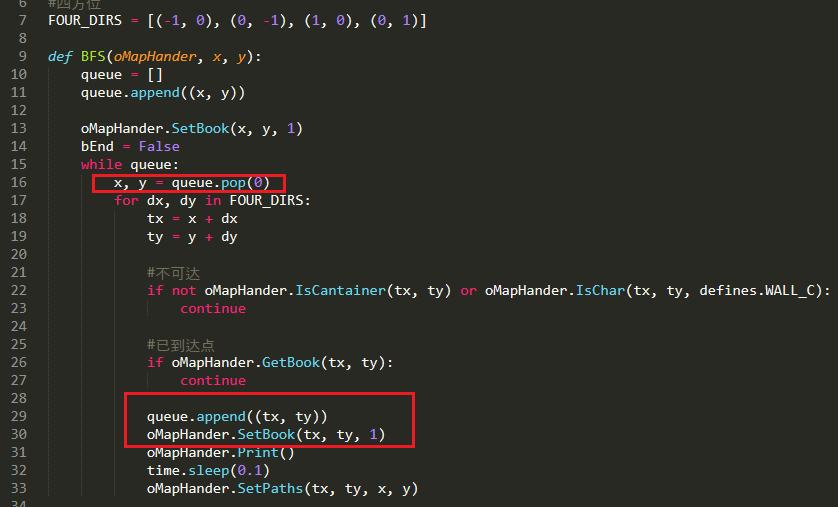 6 #四方位
7 FOUR_DIRS = [(-1, 0), (0, -1), (1, 0), (0, 1)]
8
9 def BFS(oMapHander, x, y):
10     queue = []
11     queue.append((x, y))
12
13     oMapHander.SetBook(x, y, 1)
14     bEnd = False
15     while queue:
16         x, y = queue.pop(0)
17         for dx, dy in FOUR_DIRS:
18             tx = x + dx
19             ty = y + dy
20
21             #不可达
22             if not oMapHander.IsCantainer(tx, ty) or oMapHander.IsChar(tx, ty, defines.WALL_C):
23                 continue
24
25             #已到达点
26             if oMapHander.GetBook(tx, ty):
27                 continue
28
29             queue.append((tx, ty))
30             oMapHander.SetBook(tx, ty, 1)
31             oMapHander.Print()
32             time.sleep(0.1)
33             oMapHander.SetPaths(tx, ty, x, y)
34